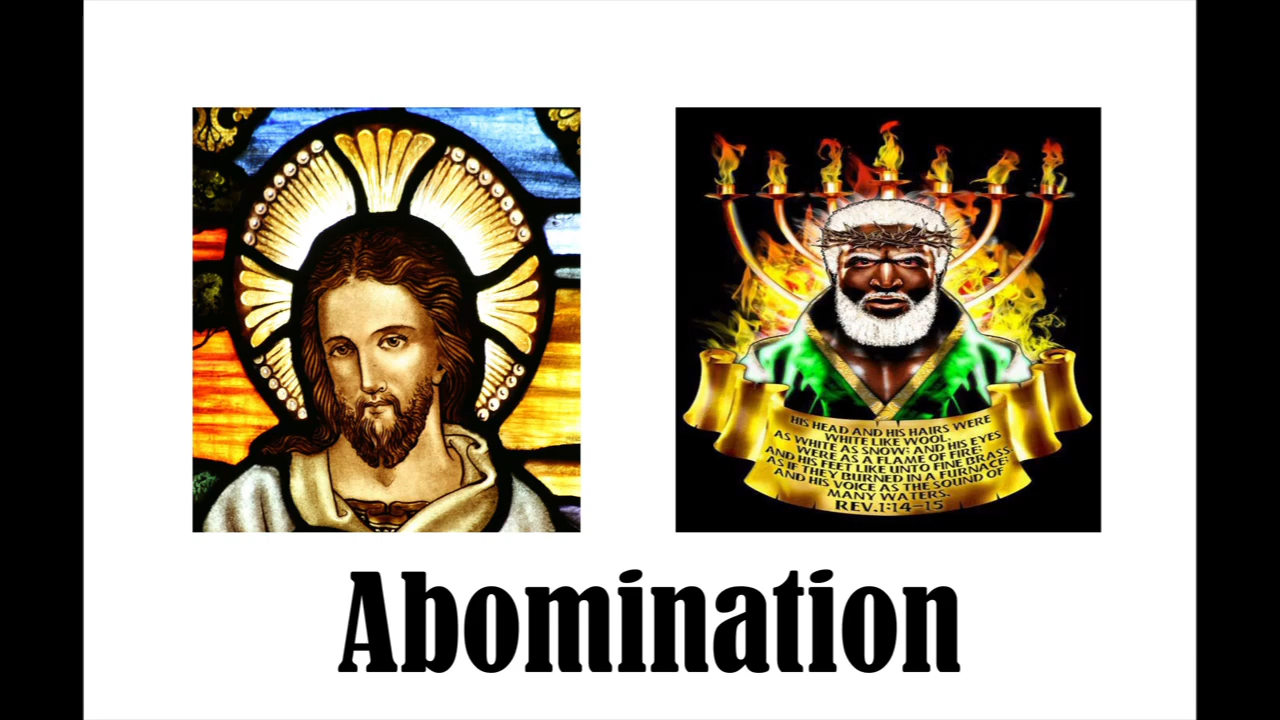 HIS HEAD AND HIS HAIRS WERE
WHITE LIKE WOOL,
AS WHITE AS SNOW; AND HIS EYES
WERE AS A FLAME OF FIRE;
AND HIS FEET LIKE UNTO FINE BRASS,
AS IF THEY BURNED IN A FURNACE;
AND HIS VOICE AS THE SOUND OF
MANY WATERS.
REV.1:14-15
Abomination